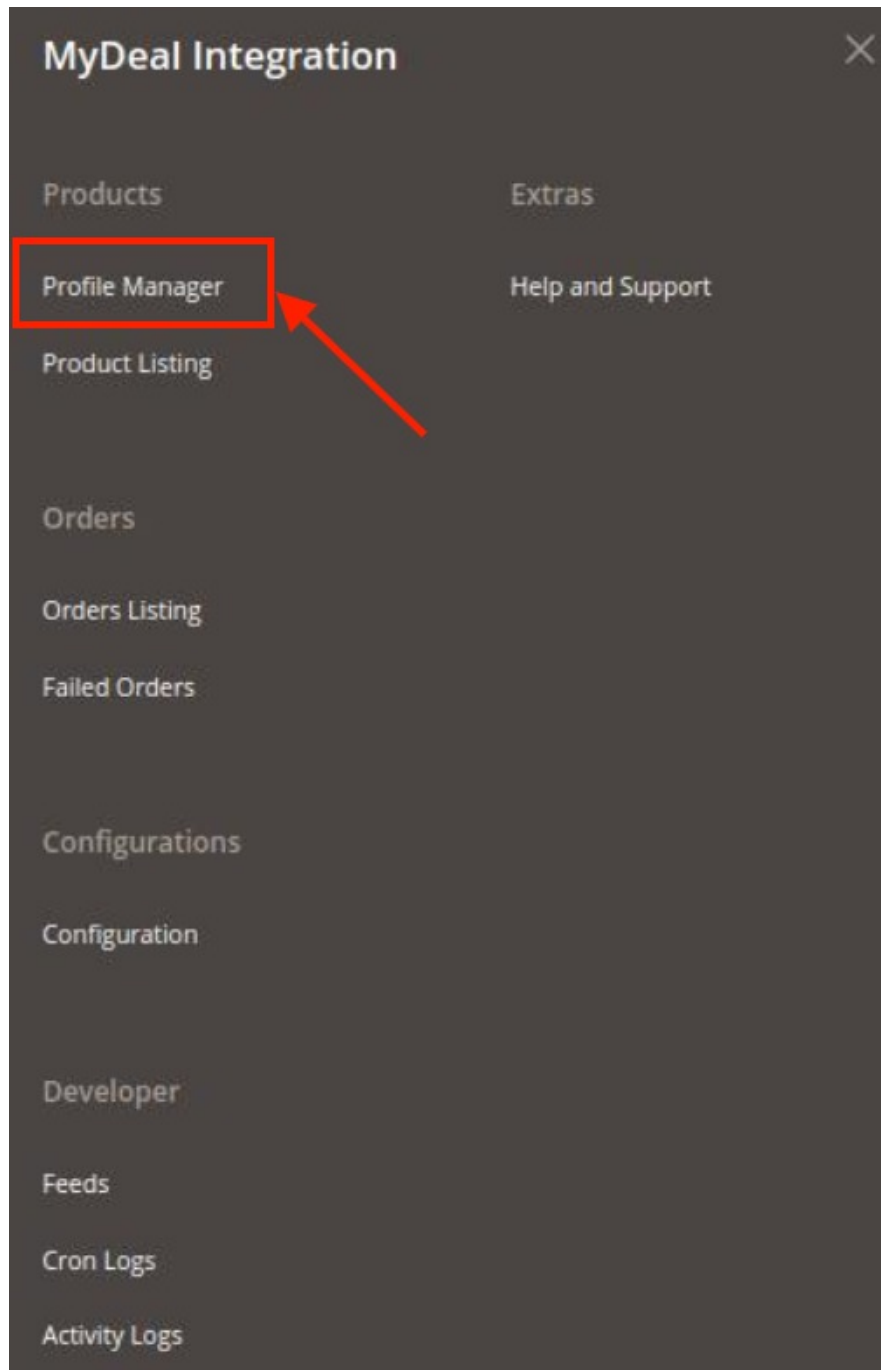 MyDeal Integration
Products
Profile Manager
Product Listing
Orders
Orders Listing
Failed Orders
Configurations
Configuration
Developer
Feeds
Cron Logs
Activity Logs
Extras
Help and Support